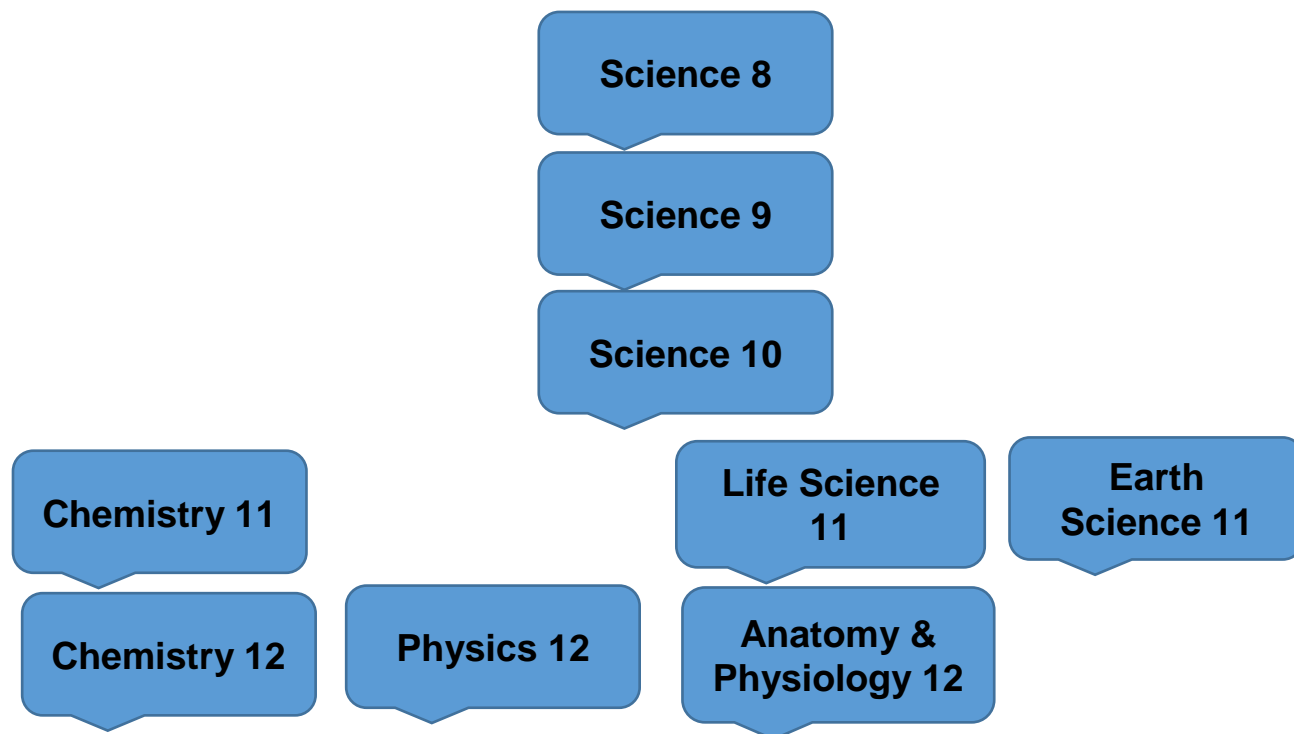 Science 8
Science 9
Science 10
Chemistry 11
Life Science
11
Earth
Science 11
Chemistry 12
Physics 12
Anatomy &
Physiology 12